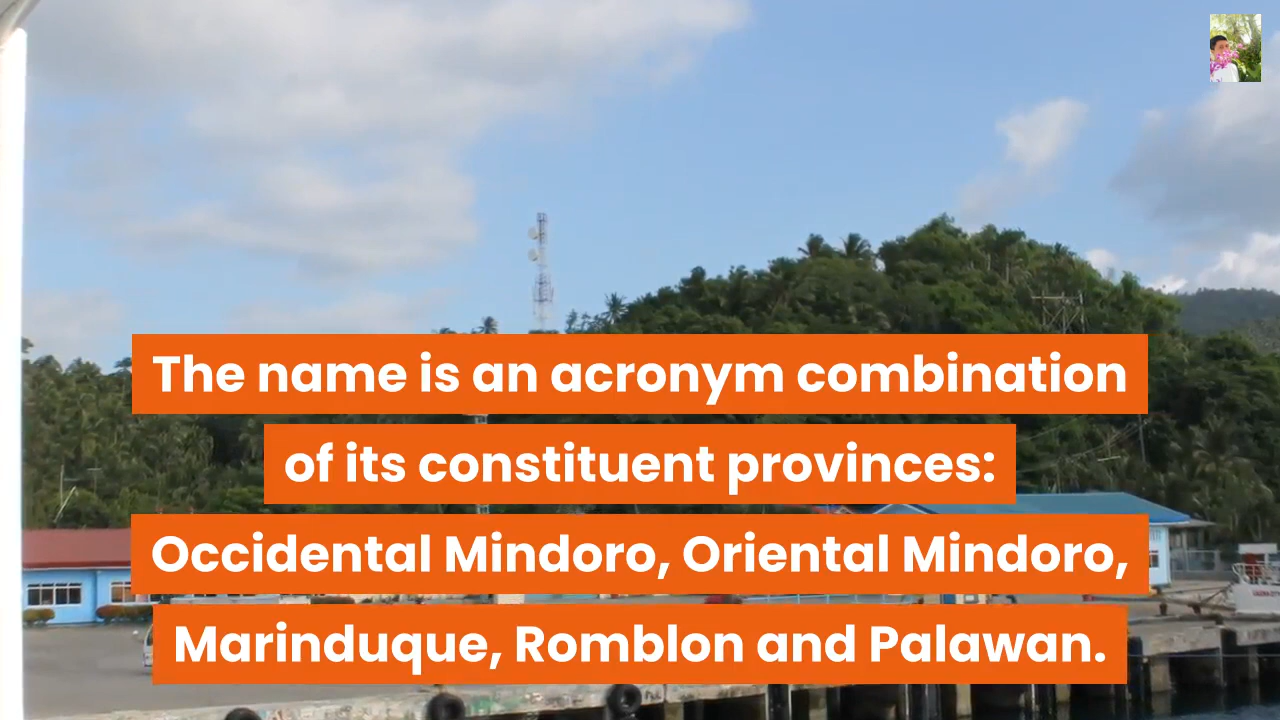 The name is an acronym combination
of its constituent provinces:
Occidental Mindoro, Oriental Mindoro,
Marinduque, Romblon and Palawan.